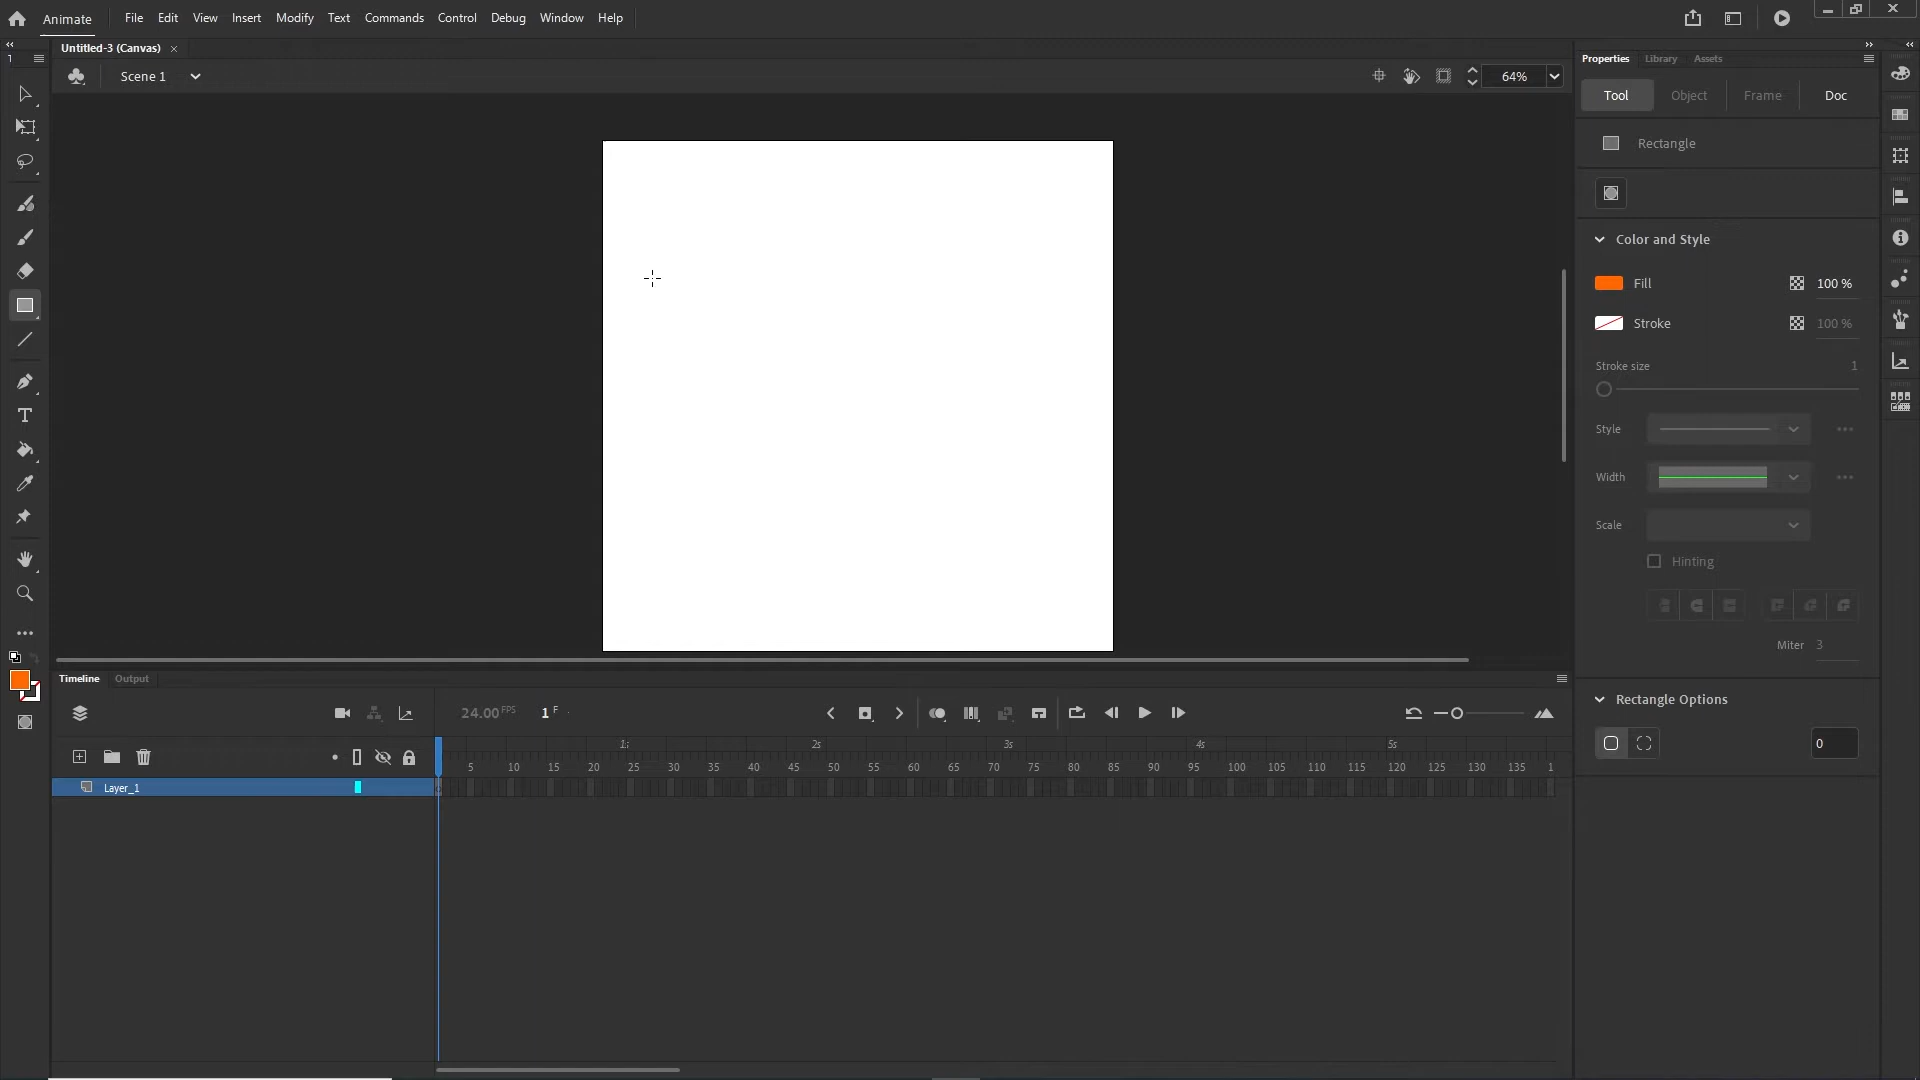 Animate File Edit View Insert Modify Text Commands Control Debug Window Help
Untitled-3 (Canvas)
Scene 1 64%
Properties Library Assets
Tool Object Frame Doc
Rectangle
Color and Style
Fill 100 %
Stroke 100 %
Stroke size 1
Style
Width
Scale
Hinting
Miter 3
Rectangle Options
0
Timeline Output
24.00 FPS 1 F
1s 2s 3s 4s 5s
5 10 15 20 25 30 35 40 45 50 55 60 65 70 75 80 85 90 95 100 105 110 115 120 125 130 135 1
Layer_1